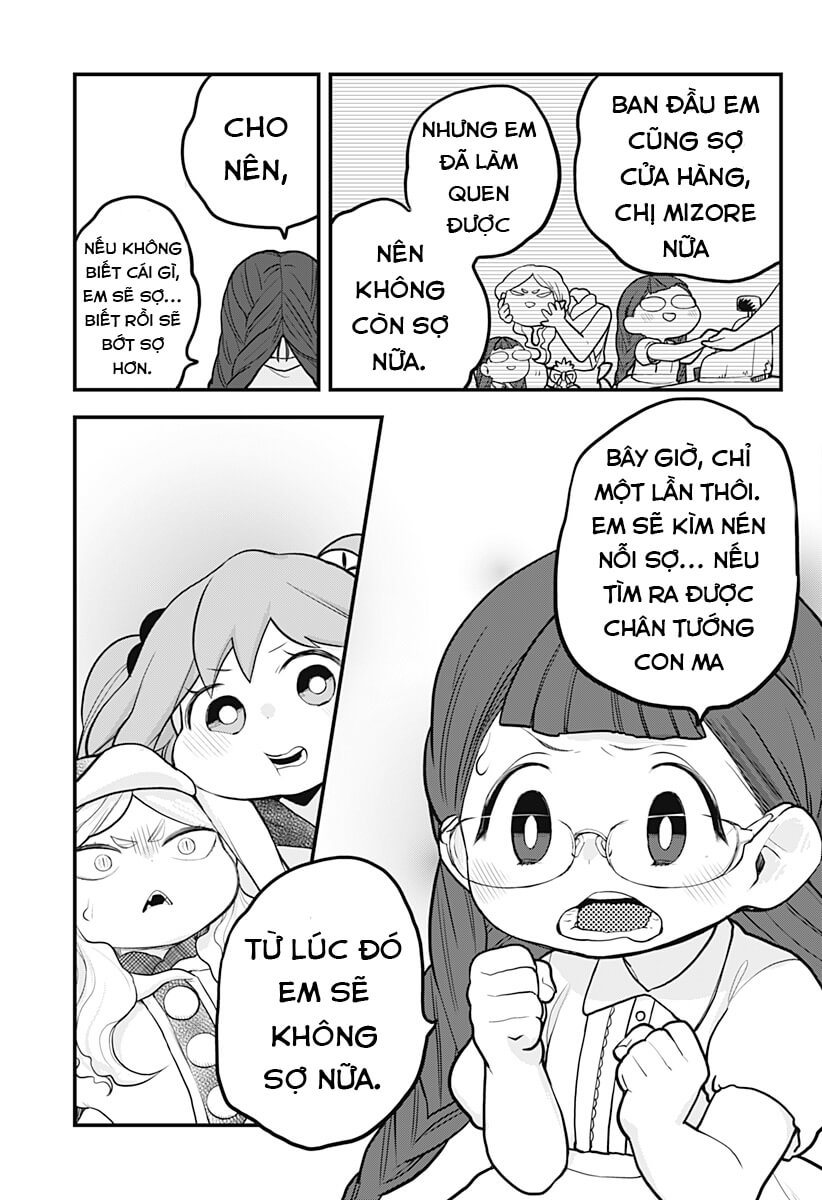 BAN ĐẦU EM
CŨNG SỢ
CỬA HÀNG,
CHỊ MIZORE
NỮA
NHƯNG EM
ĐÃ LÀM
QUEN
ĐƯỢC
NÊN
KHÔNG
CÒN SỢ
NỮA.
CHO
NÊN,
NẾU KHÔNG
BIẾT CÁI GÌ,
EM SẼ SỢ...
BIẾT RỒI SẼ
BỚT SỢ
HƠN.
BÂY GIỜ, CHỈ
MỘT LẦN THÔI.
EM SẼ KÌM NÉN
NỖI SỢ... NẾU
TÌM RA ĐƯỢC
CHÂN TƯỚNG
CON MA
TỪ LÚC ĐÓ
EM SẼ
KHÔNG
SỢ NỮA.